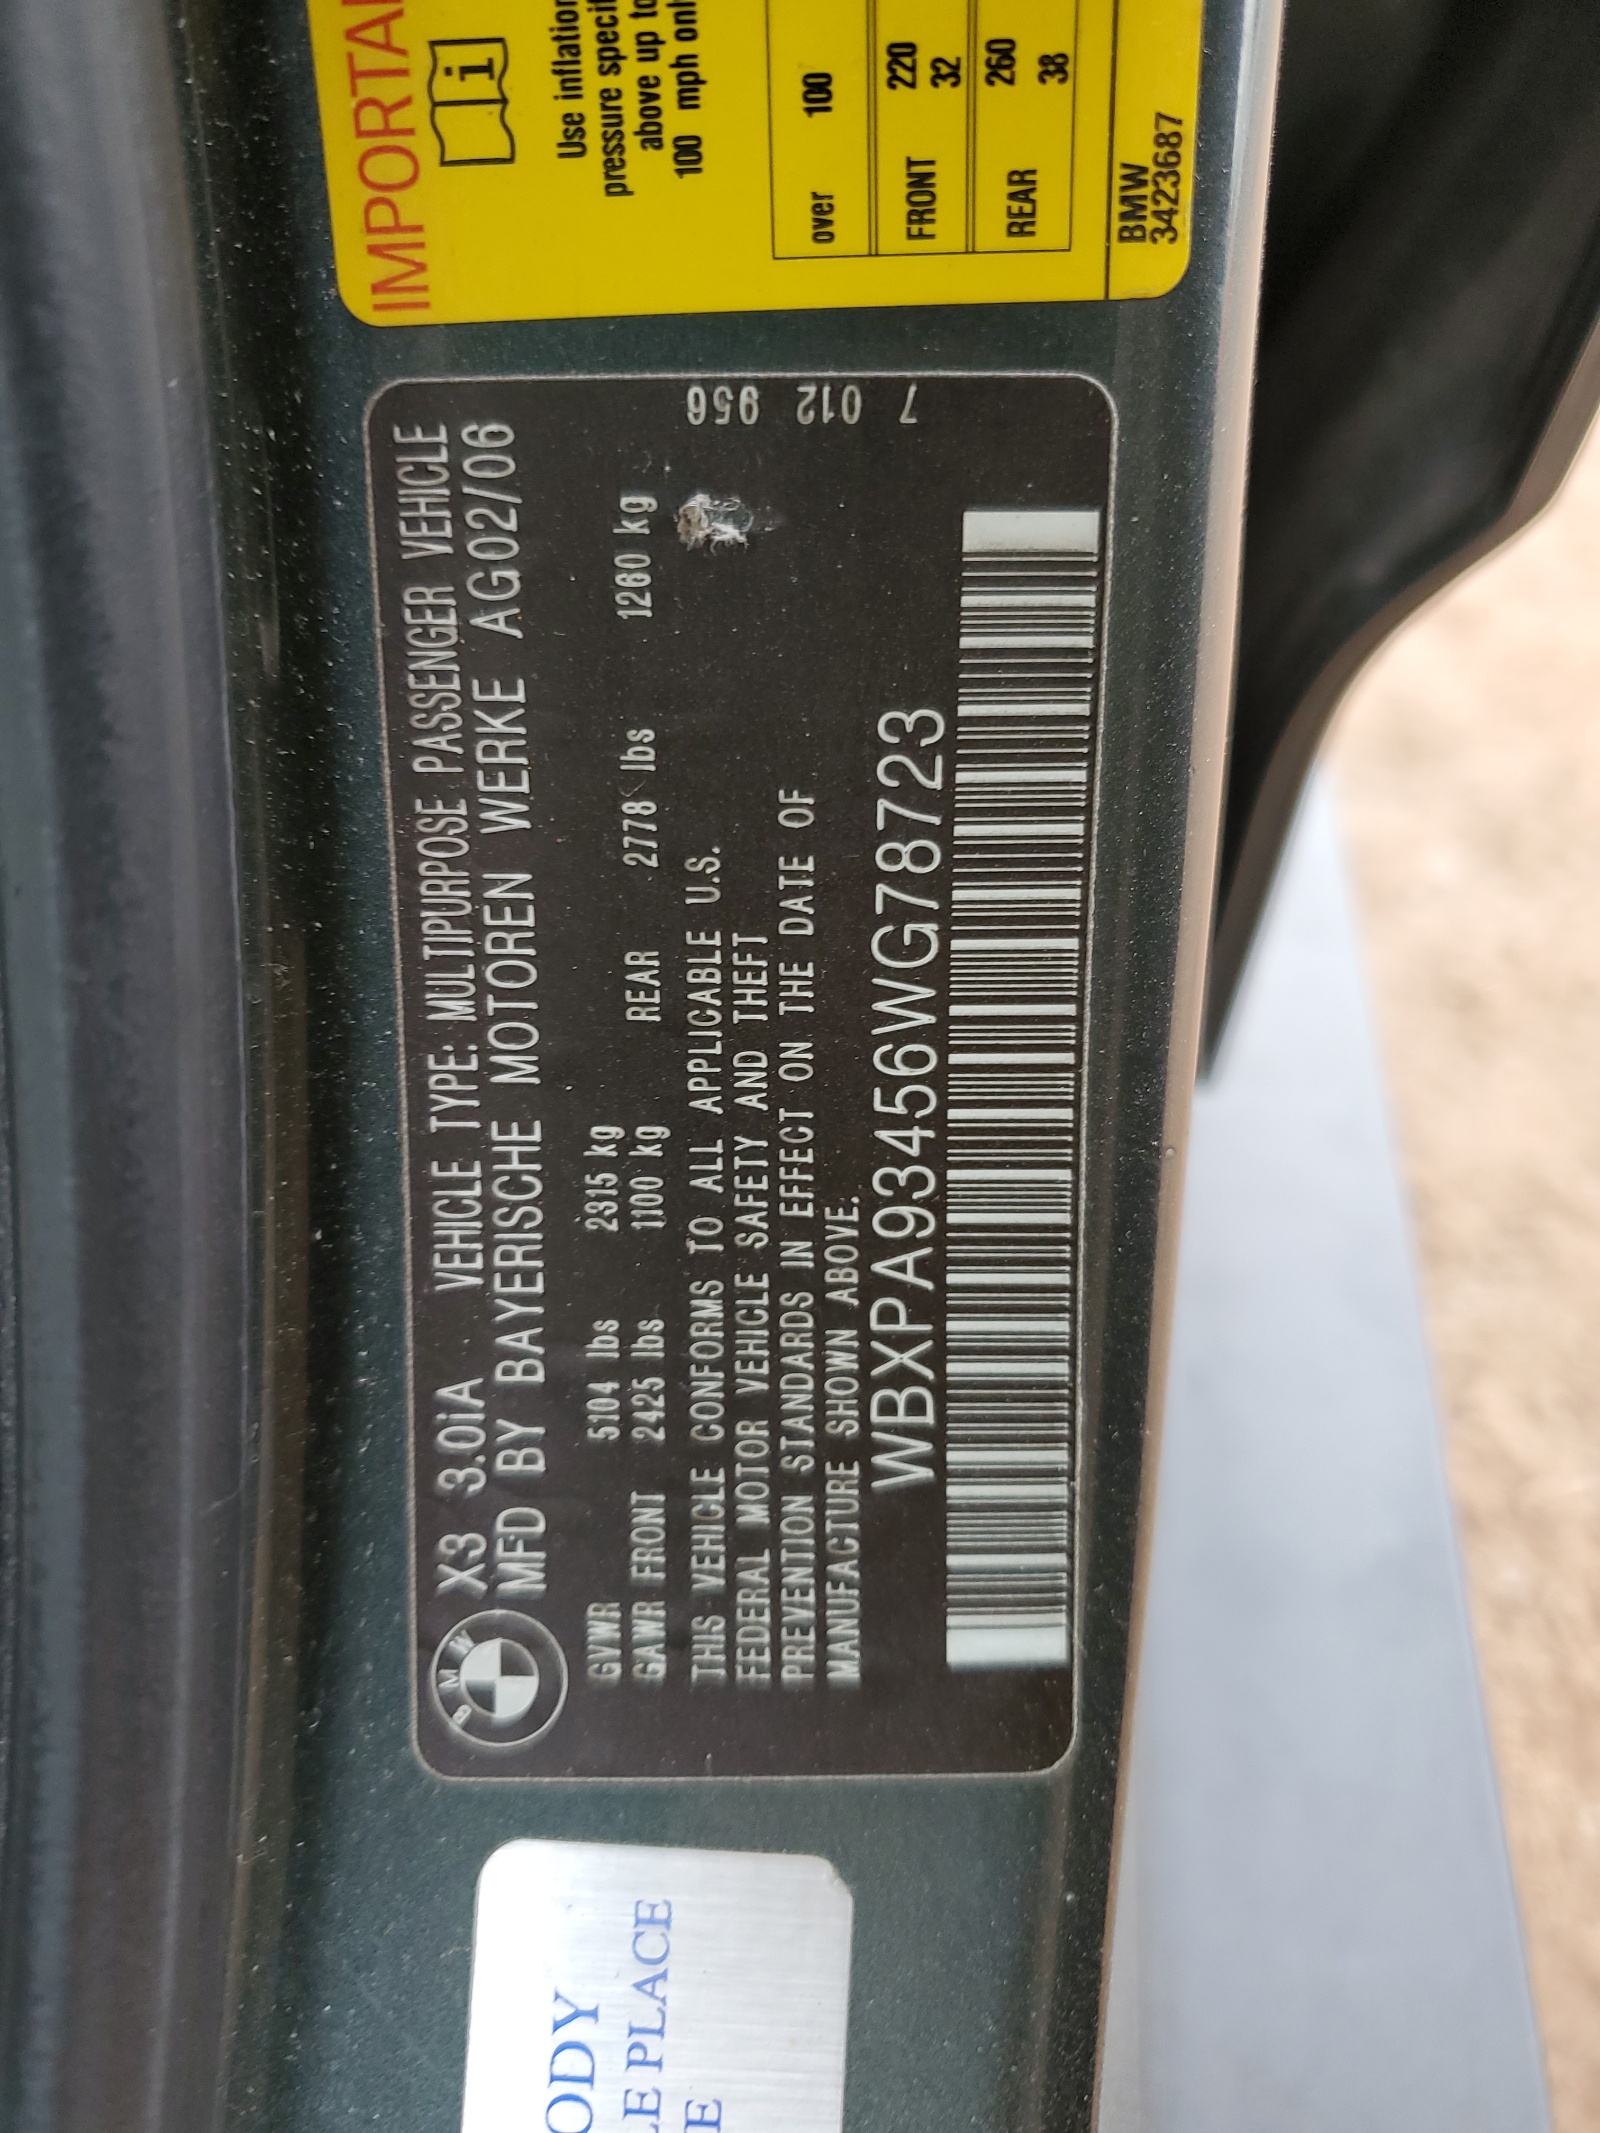 BMW
X3 3.0iA VEHICLE TYPE: MULTIPURPOSE PASSENGER VEHICLE
MFD BY BAYERISCHE MOTOREN WERKE AG02/06
GVWR 5104 lbs 2315 kg
GAWR FRONT 2425 lbs 1100 kg REAR 2778 lbs 1260 kg
THIS VEHICLE CONFORMS TO ALL APPLICABLE U.S.
FEDERAL MOTOR VEHICLE SAFETY AND THEFT
PREVENTION STANDARDS IN EFFECT ON THE DATE OF
MANUFACTURE SHOWN ABOVE.
WBXPA93456WG78723
7 012 956
IMPORTA
i
Use inflation
pressure specif
above up to
100 mph onl
over 100
FRONT 220
32
REAR 260
38
BMW
3423687
ODY
LE PLACE
E